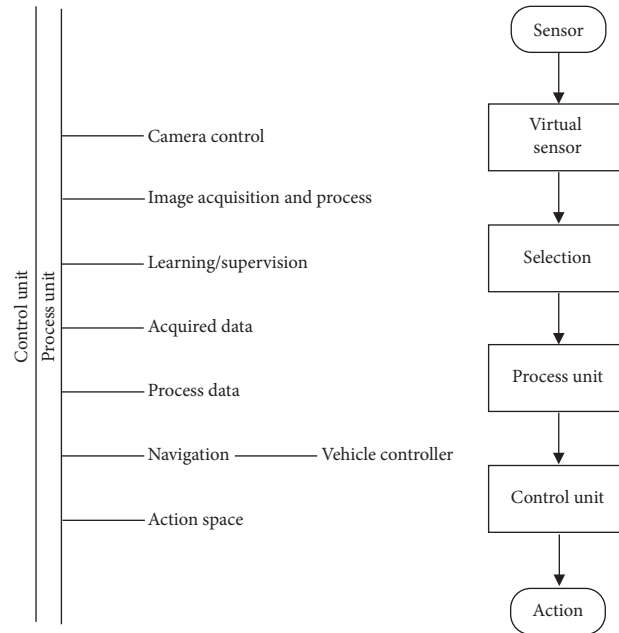 Control unit
Process unit
Camera control
Image acquisition and process
Learning/supervision
Acquired data
Process data
Navigation
Vehicle controller
Action space
Sensor
Virtual
sensor
Selection
Process unit
Control unit
Action